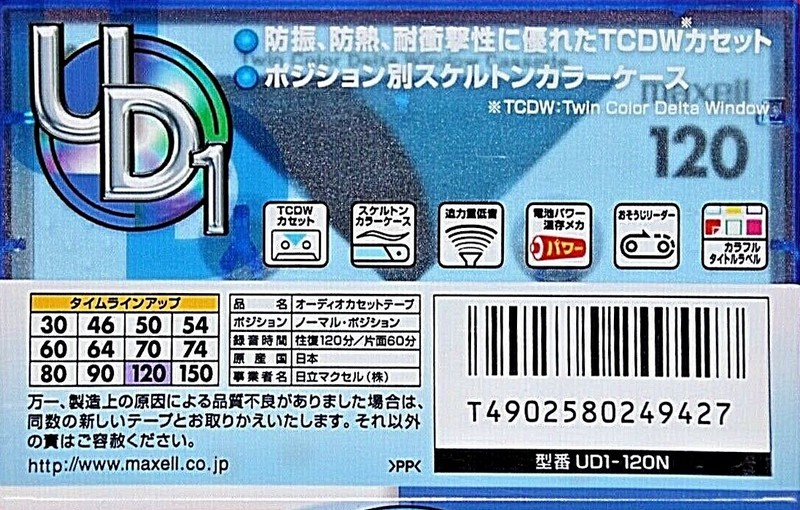 UD1
●防振、防熱、耐衝撃性に優れたTCDW※カセット
●ポジション別スケルトンカラーケース
※TCDW:Twin Color Delta Window
maxell
120
TCDW
カセット
スケルトン
カラーケース
迫力重低音
電池パワー
温存メカ
パワー
おそうじリーダー
カラフル
タイトルラベル
タイムラインアップ
30 46 50 54
60 64 70 74
80 90 120 150
品名 オーディオカセットテープ
ポジション ノーマル・ポジション
録音時間 往復120分/片面60分
原産国 日本
事業者名 日立マクセル(株)
万一、製造上の原因による品質不良がありました場合は、
同数の新しいテープとお取りかえいたします。それ以外
の責はご容赦ください。
http://www.maxell.co.jp
>PP<
T4902580249427
型番 UD1-120N